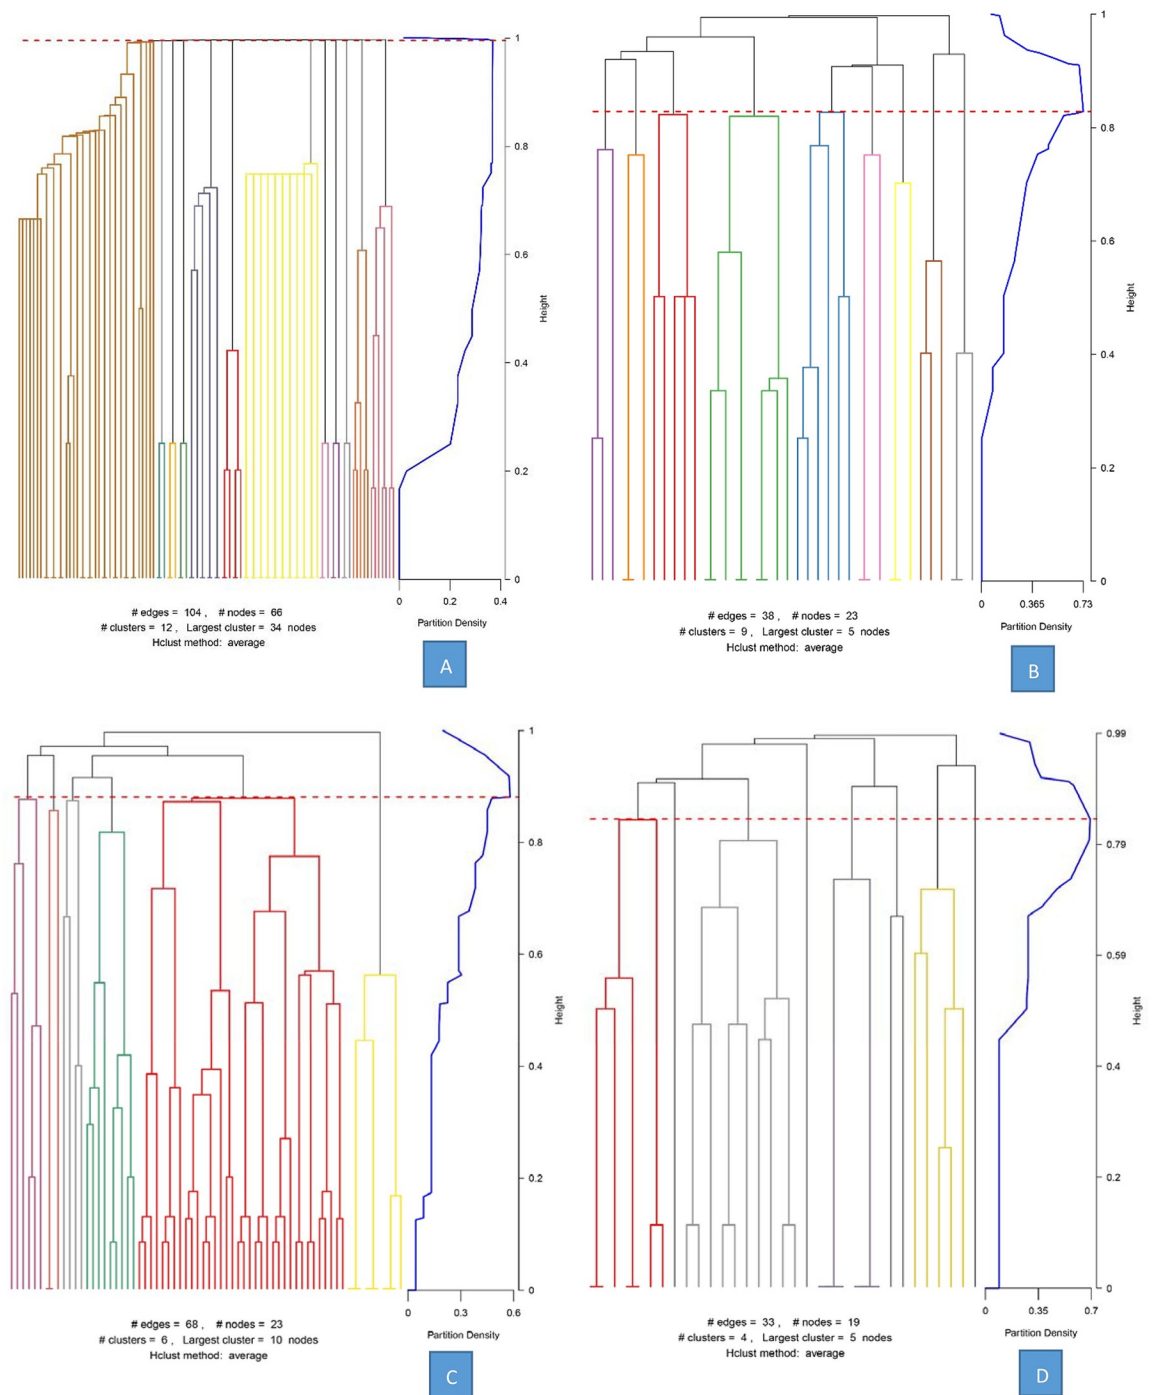 1
0.8
0.6
Height
0.4
0.2
0
0 0.2 0.4
Partition Density
# edges = 104 , # nodes = 66
# clusters = 12 , Largest cluster = 34 nodes
Hclust method: average
A
1
0.8
0.6
Height
0.4
0.2
0
0 0.365 0.73
Partition Density
# edges = 38 , # nodes = 23
# clusters = 9 , Largest cluster = 5 nodes
Hclust method: average
B
1
0.8
0.6
Height
0.4
0.2
0
0 0.3 0.6
Partition Density
# edges = 68 , # nodes = 23
# clusters = 6 , Largest cluster = 10 nodes
Hclust method: average
C
0.99
0.79
0.59
Height
0.4
0.2
0
0 0.35 0.7
Partition Density
# edges = 33 , # nodes = 19
# clusters = 4 , Largest cluster = 5 nodes
Hclust method: average
D